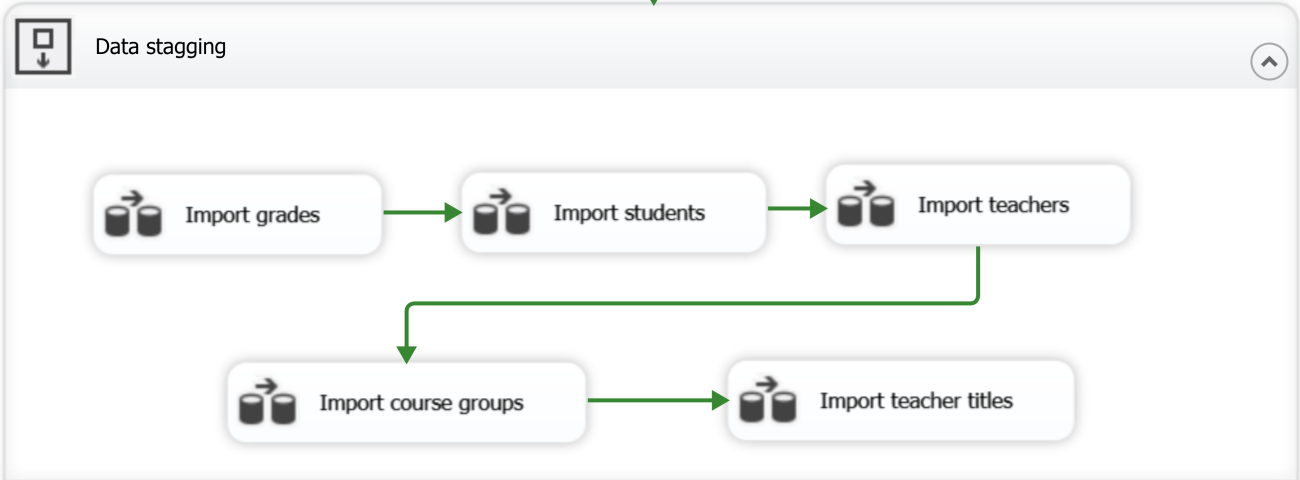 Data stagging
Import grades
Import students
Import teachers
Import course groups
Import teacher titles